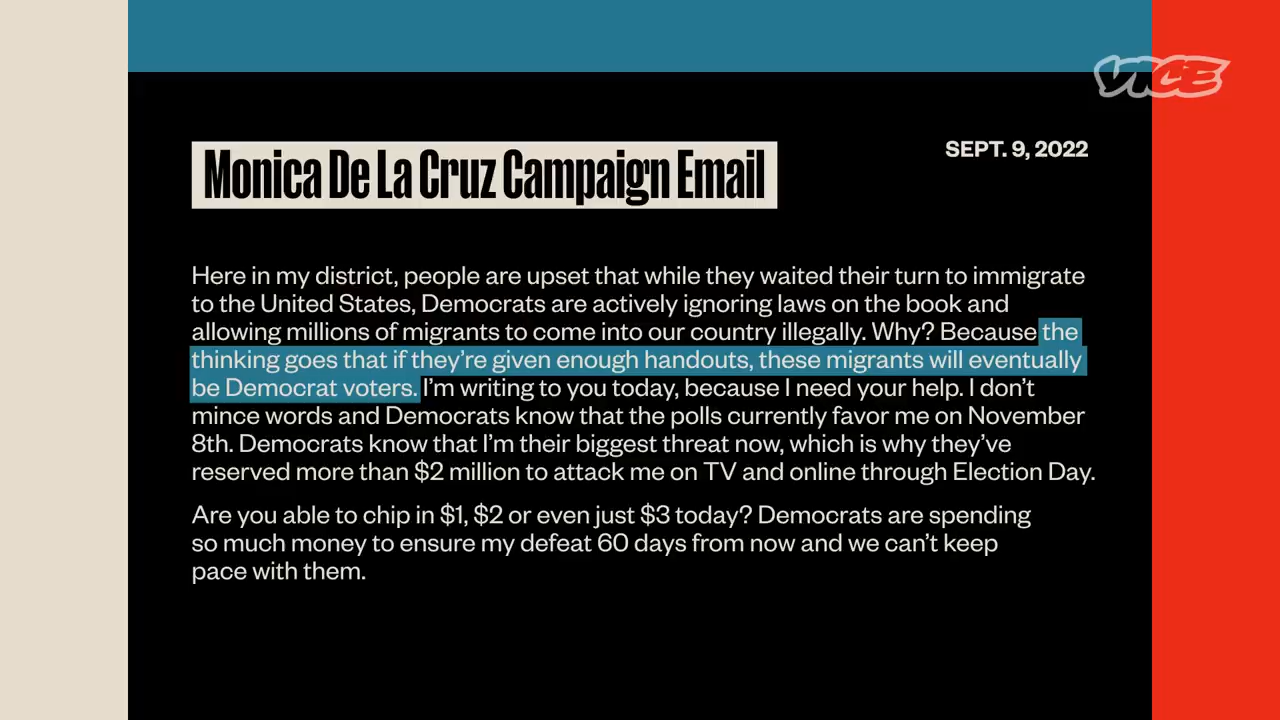 VICE
Monica De La Cruz Campaign Email
SEPT. 9, 2022
Here in my district, people are upset that while they waited their turn to immigrate
to the United States, Democrats are actively ignoring laws on the book and
allowing millions of migrants to come into our country illegally. Why? Because the
thinking goes that if they’re given enough handouts, these migrants will eventually
be Democrat voters. I’m writing to you today, because I need your help. I don’t
mince words and Democrats know that the polls currently favor me on November
8th. Democrats know that I’m their biggest threat now, which is why they’ve
reserved more than $2 million to attack me on TV and online through Election Day.
Are you able to chip in $1, $2 or even just $3 today? Democrats are spending
so much money to ensure my defeat 60 days from now and we can’t keep
pace with them.